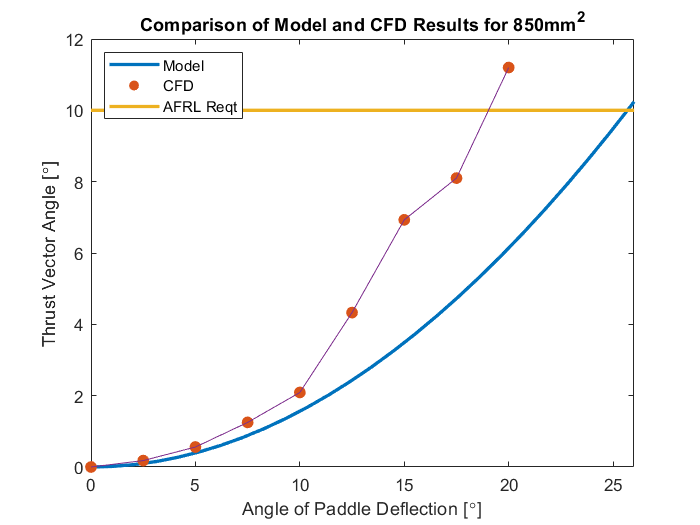 Comparison of Model and CFD Results for 850mm²
12
10
8
6
4
2
0
Thrust Vector Angle [°]
Model
CFD
AFRL Reqt
0 5 10 15 20 25
Angle of Paddle Deflection [°]